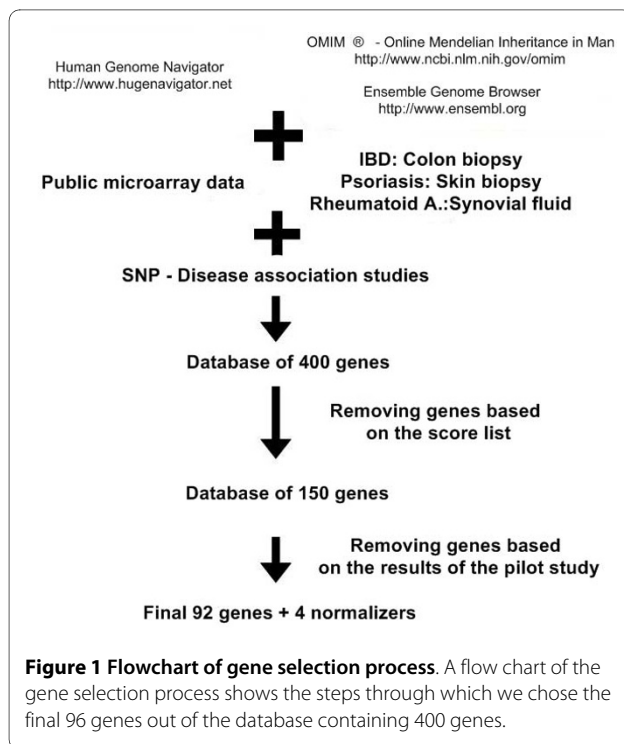 Human Genome Navigator
http://www.hugenavigator.net
OMIM ® - Online Mendelian Inheritance in Man
http://www.ncbi.nlm.nih.gov/omim
Ensemble Genome Browser
http://www.ensembl.org
Public microarray data
IBD: Colon biopsy
Psoriasis: Skin biopsy
Rheumatoid A.:Synovial fluid
SNP - Disease association studies
Database of 400 genes
Removing genes based
on the score list
Database of 150 genes
Removing genes based
on the results of the pilot study
Final 92 genes + 4 normalizers
Figure 1 Flowchart of gene selection process. A flow chart of the
gene selection process shows the steps through which we chose the
final 96 genes out of the database containing 400 genes.